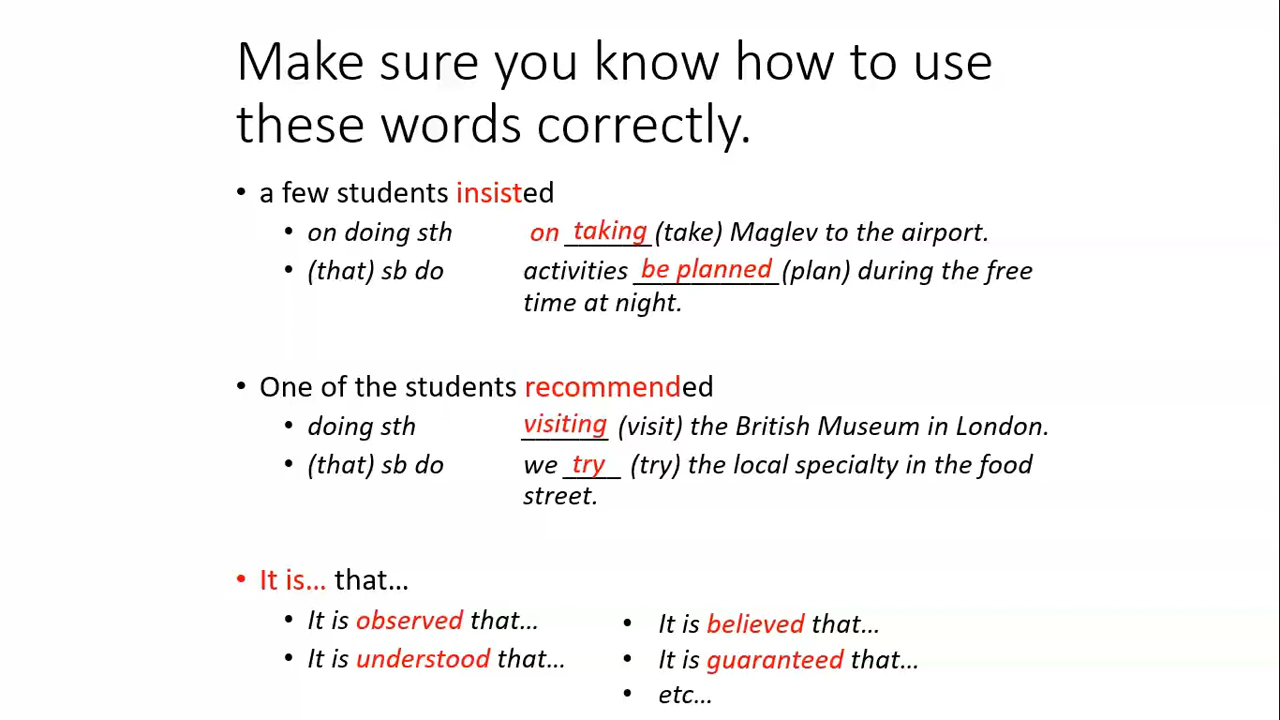 Make sure you know how to use
these words correctly.
• a few students insisted
• on doing sth on taking (take) Maglev to the airport.
• (that) sb do activities be planned (plan) during the free
time at night.
• One of the students recommended
• doing sth visiting (visit) the British Museum in London.
• (that) sb do we try (try) the local specialty in the food
street.
• It is... that...
• It is observed that... • It is believed that...
• It is understood that... • It is guaranteed that...
• etc...